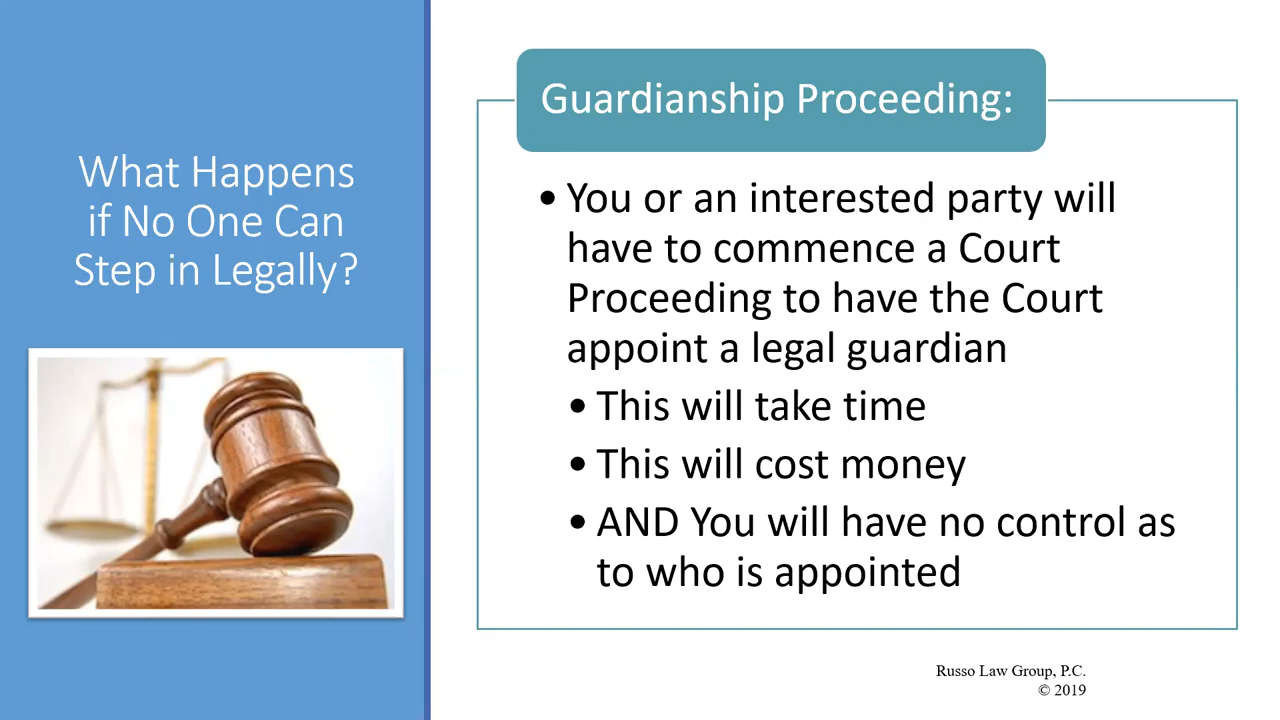 What Happens
if No One Can
Step in Legally?
Guardianship Proceeding:
• You or an interested party will
have to commence a Court
Proceeding to have the Court
appoint a legal guardian
• This will take time
• This will cost money
• AND You will have no control as
to who is appointed
Russo Law Group, P.C.
© 2019